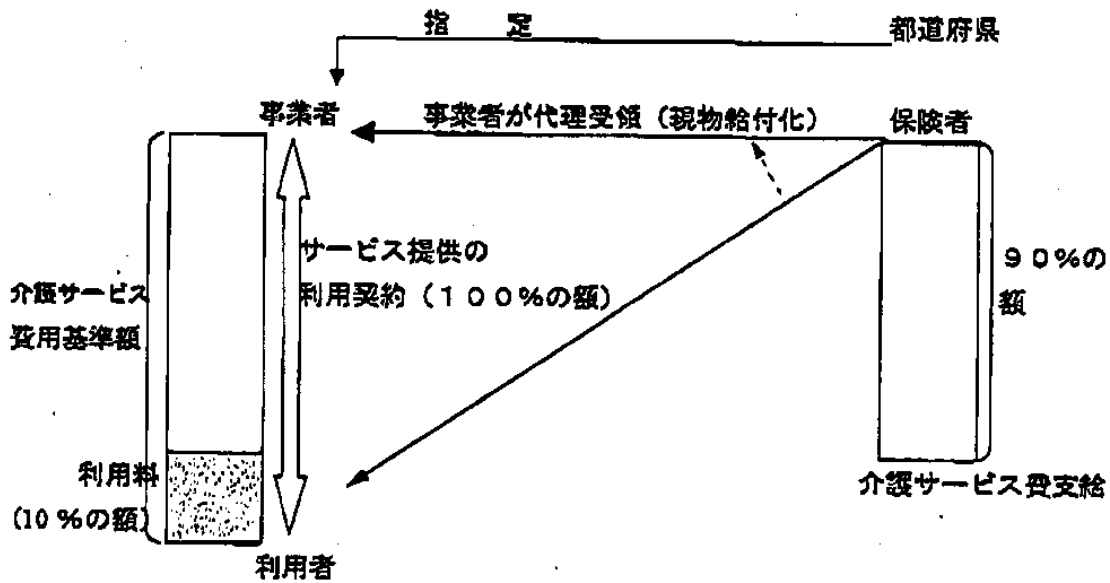 指　定
都道府県
事業者
事業者が代理受領（現物給付化）
保険者
サービス提供の
利用契約（１００％の額）
９０％の
額
介護サービス
費用基準額
利用料
(10％の額)
介護サービス費支給
利用者